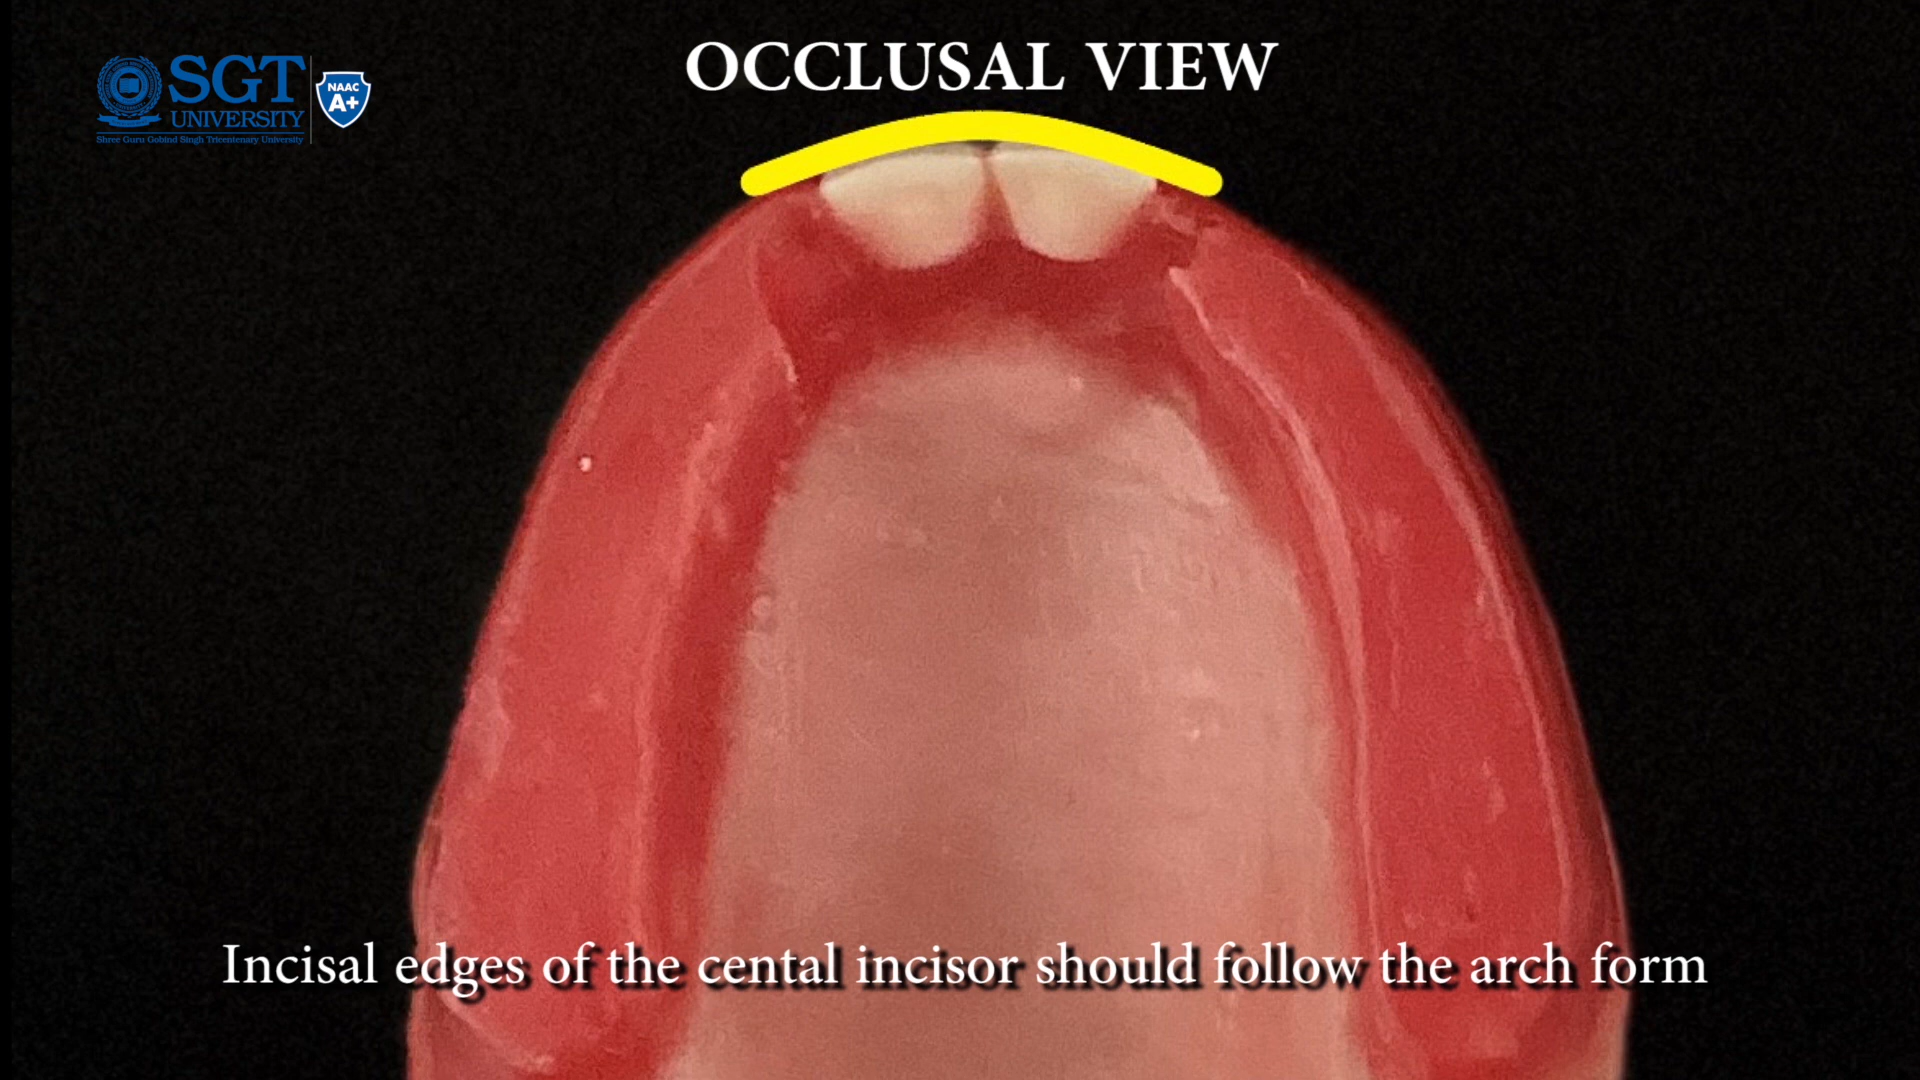 OCCLUSAL VIEW
SGT
UNIVERSITY
Shree Guru Gobind Singh Tricentenary University
NAAC
A+
Incisal edges of the cental incisor should follow the arch form